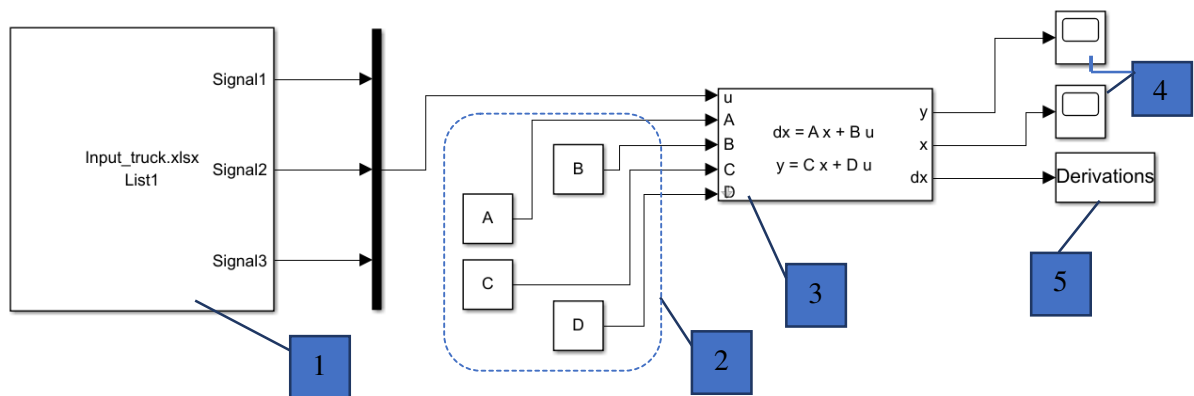 Input_truck.xlsx
List1
Signal1
Signal2
Signal3
1
A
B
C
D
2
u
A
B
C
D
dx = A x + B u
y = C x + D u
y
x
dx
3
4
Derivations
5